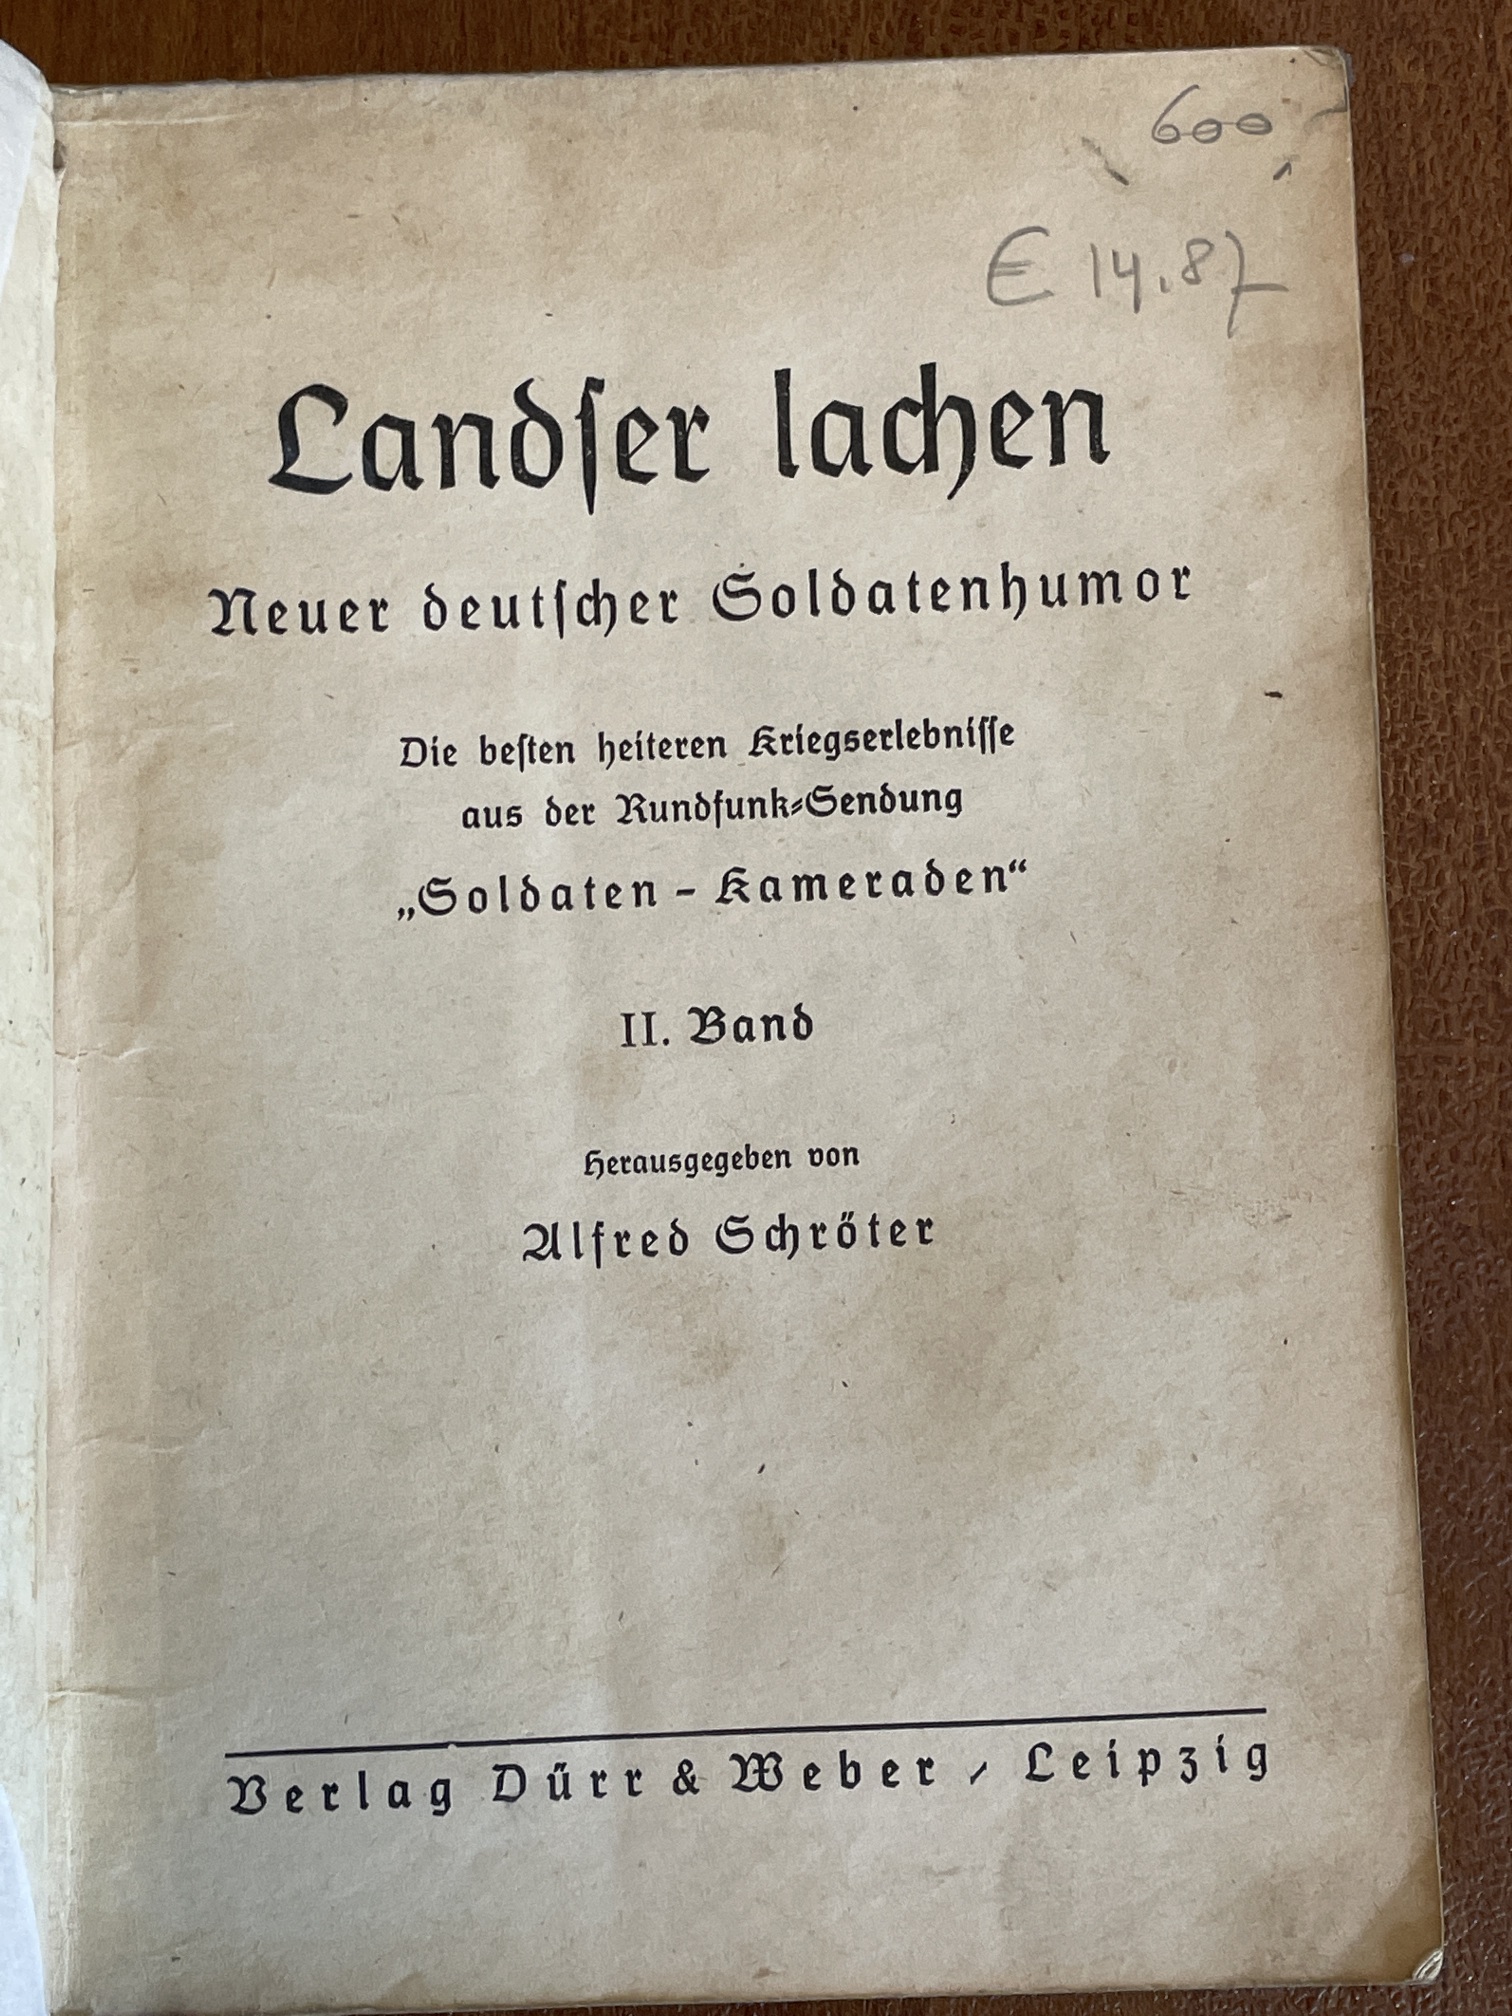 600
€ 14.87
Landſer lachen
Neuer deutſcher Soldatenhumor
Die beſten heiteren Kriegserlebniſſe
aus der Rundfunk⸗Sendung
„Soldaten – Kameraden“
II. Band
Herausgegeben von
Alfred Schröter
Verlag Dürr & Weber / Leipzig